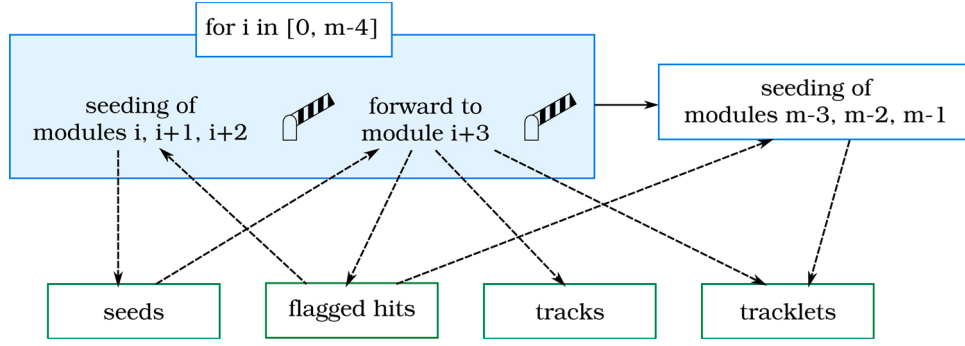 for i in [0, m-4]
seeding of
modules i, i+1, i+2
forward to
module i+3
seeding of
modules m-3, m-2, m-1
seeds
flagged hits
tracks
tracklets